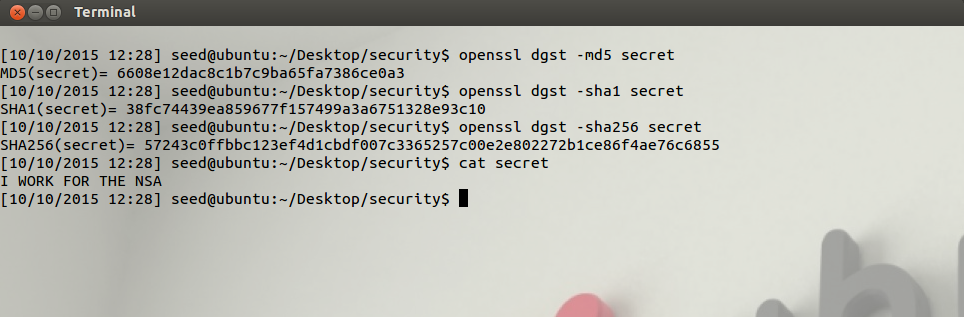 Terminal
[10/10/2015 12:28] seed@ubuntu:~/Desktop/security$ openssl dgst -md5 secret
MD5(secret)= 6608e12dac8c1b7c9ba65fa7386ce0a3
[10/10/2015 12:28] seed@ubuntu:~/Desktop/security$ openssl dgst -sha1 secret
SHA1(secret)= 38fc74439ea859677f157499a3a6751328e93c10
[10/10/2015 12:28] seed@ubuntu:~/Desktop/security$ openssl dgst -sha256 secret
SHA256(secret)= 57243c0ffbbc123ef4d1cbdf007c3365257c00e2e802272b1ce86f4ae76c6855
[10/10/2015 12:28] seed@ubuntu:~/Desktop/security$ cat secret
I WORK FOR THE NSA
[10/10/2015 12:28] seed@ubuntu:~/Desktop/security$